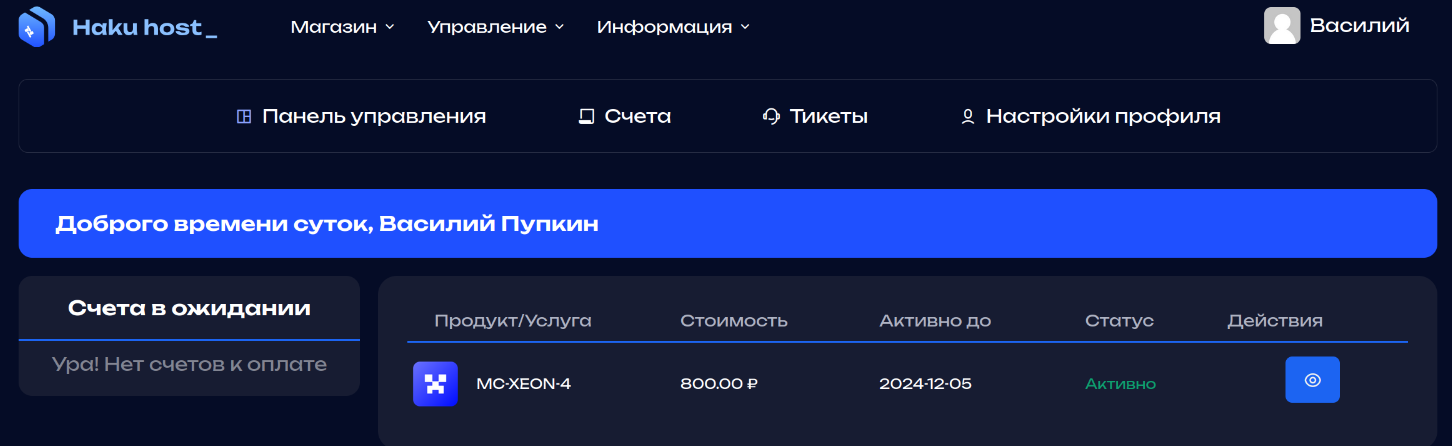 Haku host_ Магазин Управление Информация Василий
Панель управления Счета Тикеты Настройки профиля
Доброго времени суток, Василий Пупкин
Счета в ожидании
Ура! Нет счетов к оплате
Продукт/Услуга Стоимость Активно до Статус Действия
MC-XEON-4 800.00 ₽ 2024-12-05 Активно